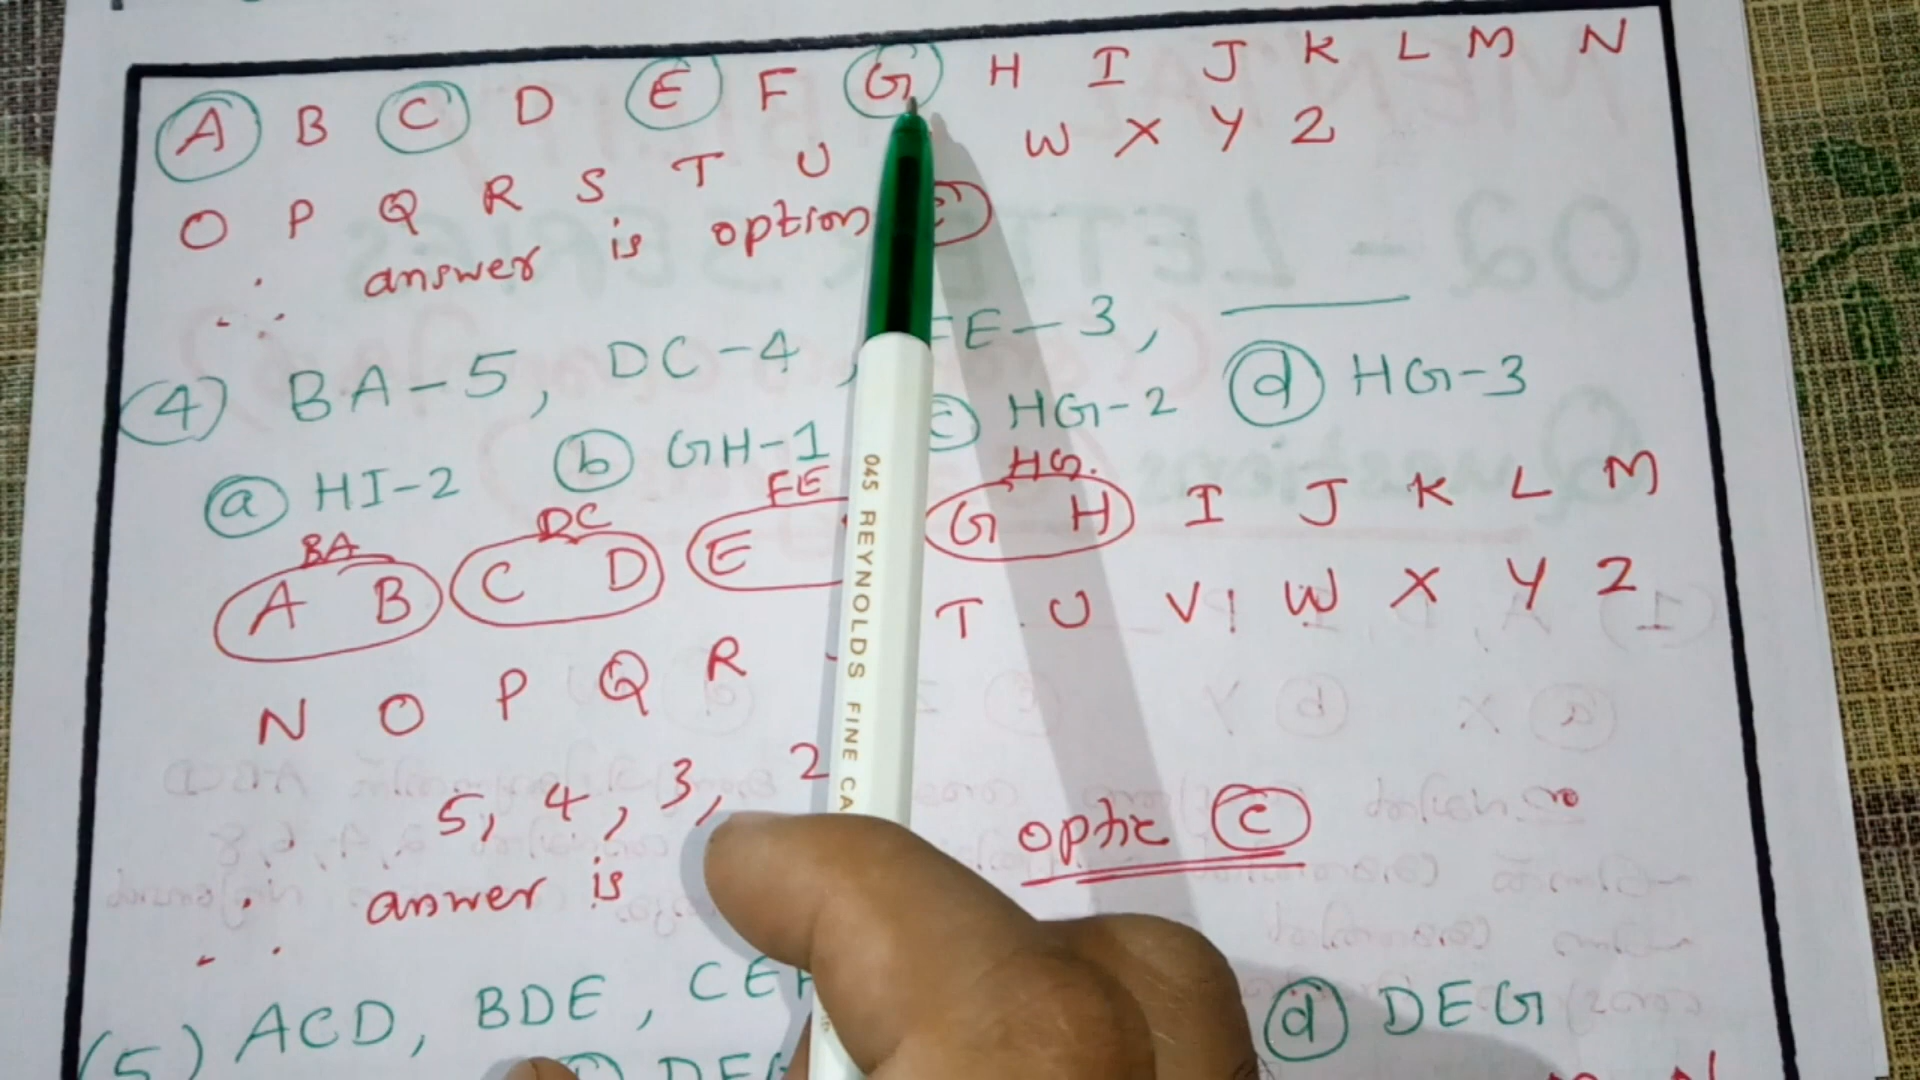 A B C D E F G H I J K L M N
O P Q R S T U W X Y Z
∴ answer is option
(4) BA-5, DC-4, FE-3, ____
(a) HI-2 (b) GH-1 (c) HG-2 (d) HG-3
BA DC FE HG.
A B C D E G H I J K L M
N O P Q R T U V W X Y Z
5, 4, 3, 2
∴ answer is optic (c)
(5) ACD, BDE,
(d) DEG
045 REYNOLDS FINE